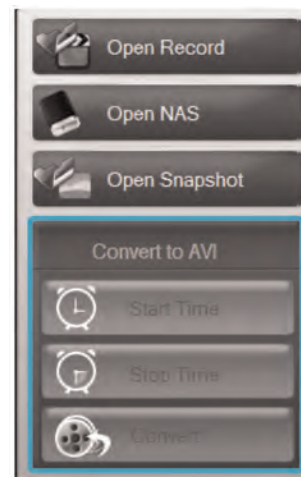 Open Record
Open NAS
Open Snapshot
Convert to AVI
Start Time
Stop Time
Convert